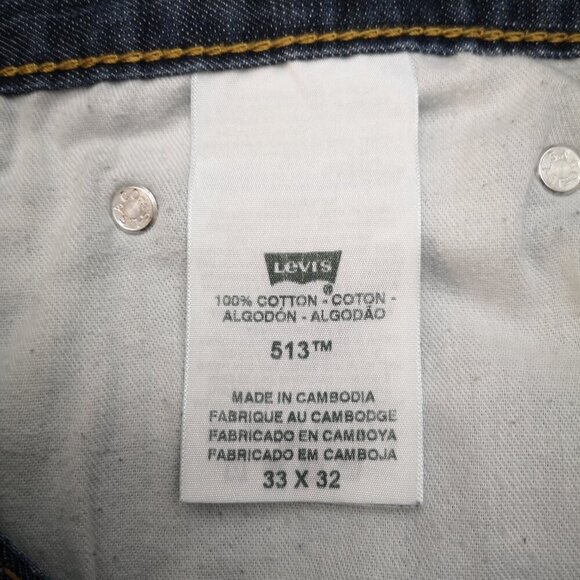 Levi's
®
100% COTTON - COTON -
ALGODÓN - ALGODÃO
513™
MADE IN CAMBODIA
FABRIQUE AU CAMBODGE
FABRICADO EN CAMBOYA
FABRICADO EM CAMBOJA
33 X 32